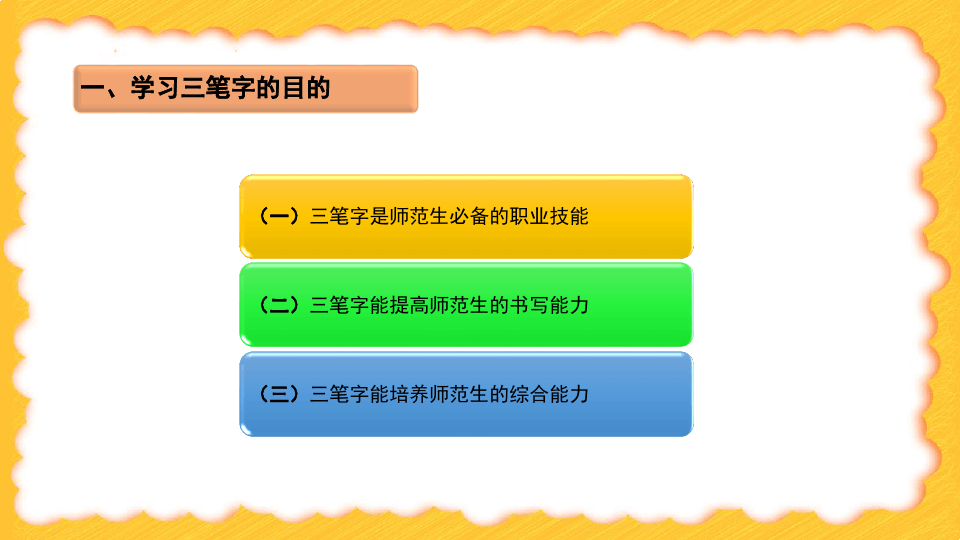 一、学习三笔字的目的
（一）三笔字是师范生必备的职业技能
（二）三笔字能提高师范生的书写能力
（三）三笔字能培养师范生的综合能力